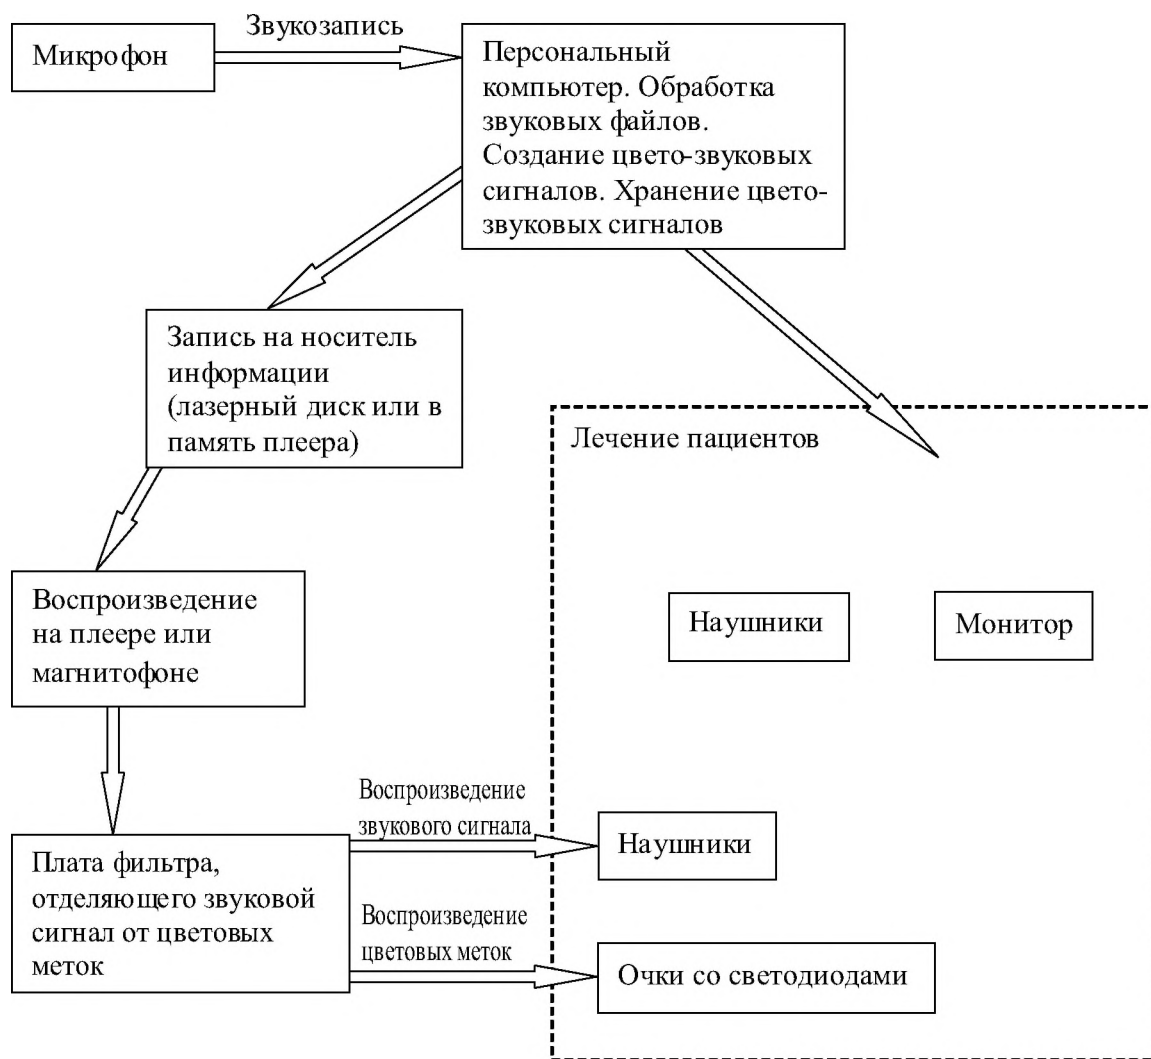 Микрофон
Звукозапись
Персональный
компьютер. Обработка
звуковых файлов.
Создание цвето-звуковых
сигналов. Хранение цвето-
звуковых сигналов
Запись на носитель
информации
(лазерный диск или в
память плеера)
Лечение пациентов
Воспроизведение
на плеере или
магнитофоне
Наушники
Монитор
Воспроизведение
звукового сигнала
Наушники
Плата фильтра,
отделяющего звуковой
сигнал от цветовых
меток
Воспроизведение
цветовых меток
Очки со светодиодами